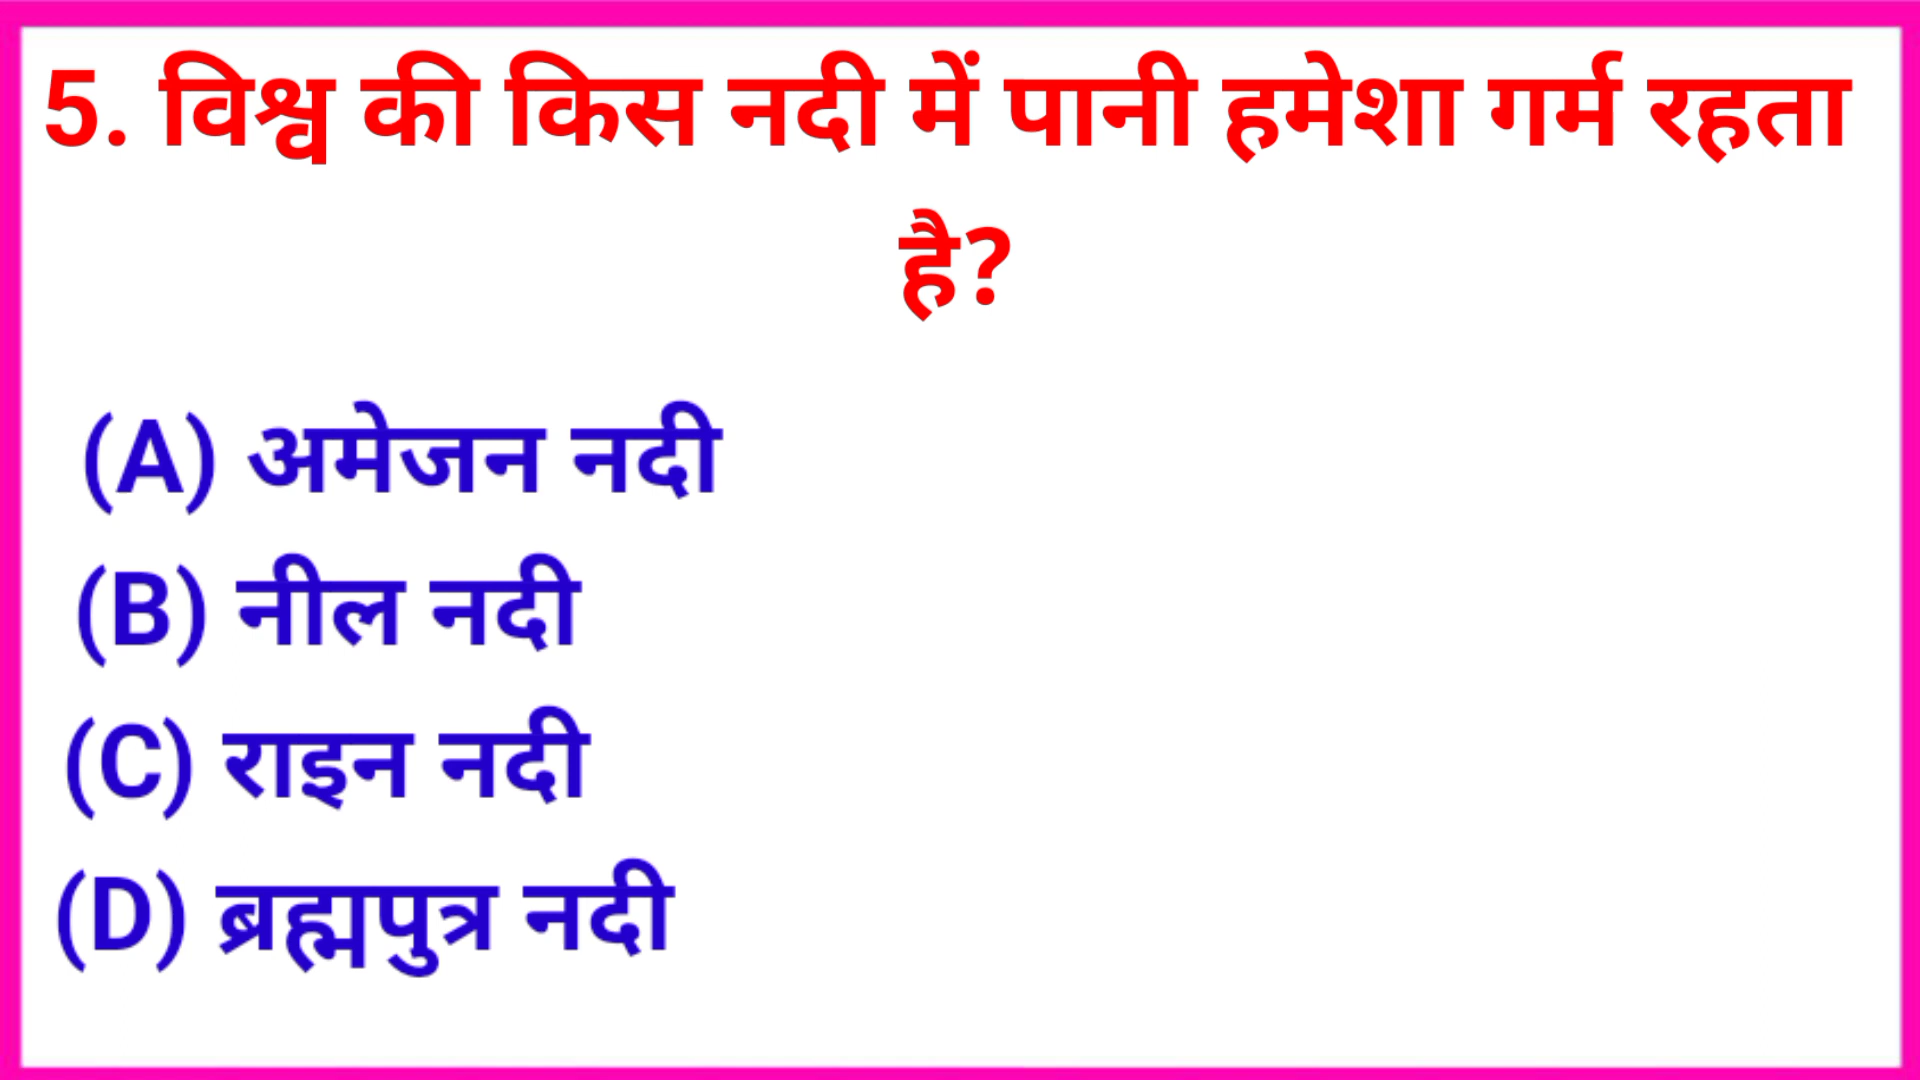 5. विश्व की किस नदी में पानी हमेशा गर्म रहता
है?
(A) अमेजन नदी
(B) नील नदी
(C) राइन नदी
(D) ब्रह्मपुत्र नदी